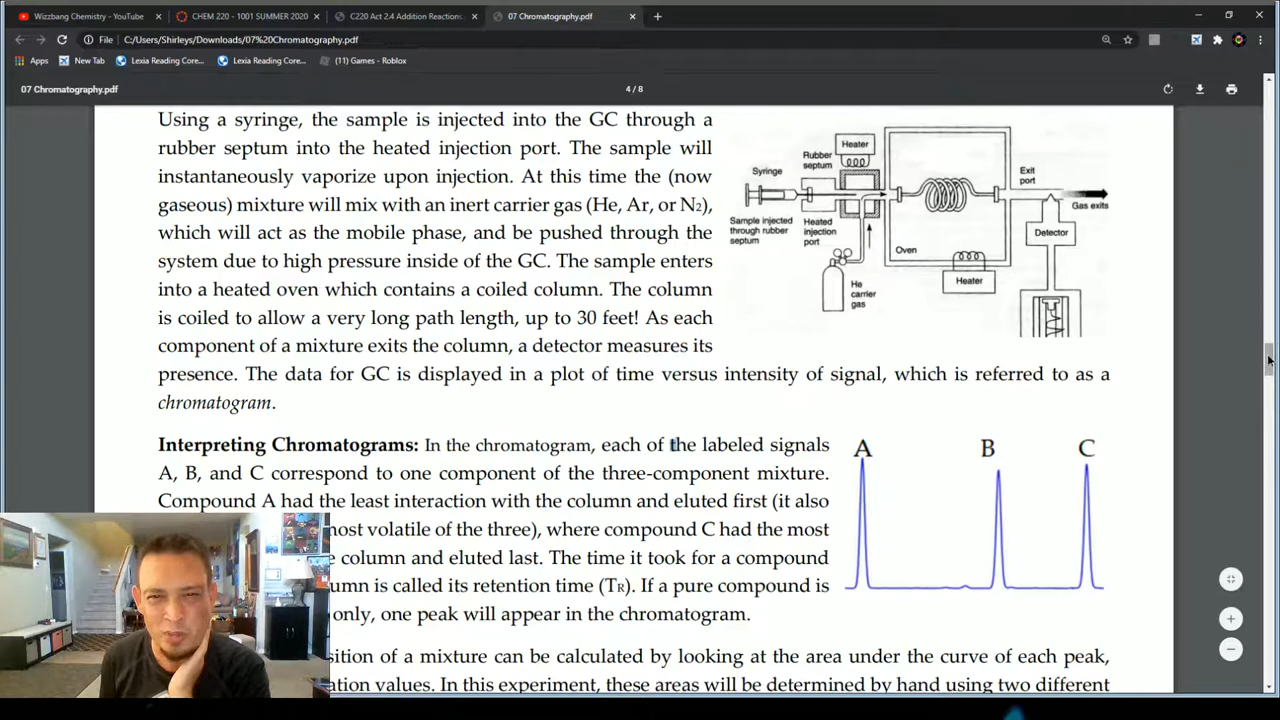 Wizzbang Chemistry - YouTube
CHEM 220 - 1001 SUMMER 2020
C220 Act 2.4 Addition Reactions
07 Chromatography.pdf
File
C:/Users/Shirleys/Downloads/07%20Chromatography.pdf
Apps
New Tab
Lexia Reading Core...
Lexia Reading Core...
(11) Games - Roblox
07 Chromatography.pdf
4 / 8
Using a syringe, the sample is injected into the GC through a
rubber septum into the heated injection port. The sample will
instantaneously vaporize upon injection. At this time the (now
gaseous) mixture will mix with an inert carrier gas (He, Ar, or N2),
which will act as the mobile phase, and be pushed through the
system due to high pressure inside of the GC. The sample enters
into a heated oven which contains a coiled column. The column
is coiled to allow a very long path length, up to 30 feet! As each
component of a mixture exits the column, a detector measures its
presence. The data for GC is displayed in a plot of time versus intensity of signal, which is referred to as a
chromatogram.
Heater
Rubber
septum
Syringe
Sample injected
through rubber
septum
Heated
injection
port
He
carrier
gas
Oven
Heater
Exit
port
Gas exits
Detector
Interpreting Chromatograms: In the chromatogram, each of the labeled signals
A, B, and C correspond to one component of the three-component mixture.
Compound A had the least interaction with the column and eluted first (it also
most volatile of the three), where compound C had the most
column and eluted last. The time it took for a compound
umn is called its retention time (TR). If a pure compound is
only, one peak will appear in the chromatogram.
A B C
sition of a mixture can be calculated by looking at the area under the curve of each peak,
ation values. In this experiment, these areas will be determined by hand using two different